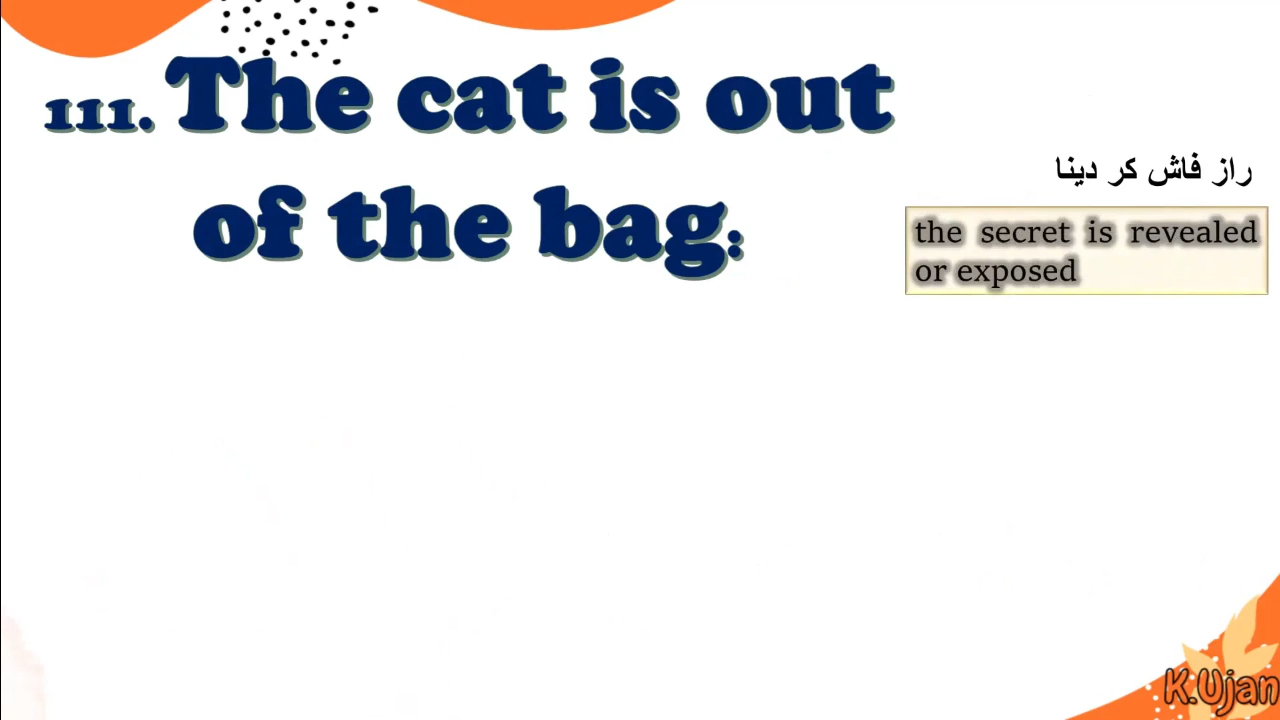 111. The cat is out
of the bag:
راز فاش کر دینا
the secret is revealed
or exposed
K.Ujan